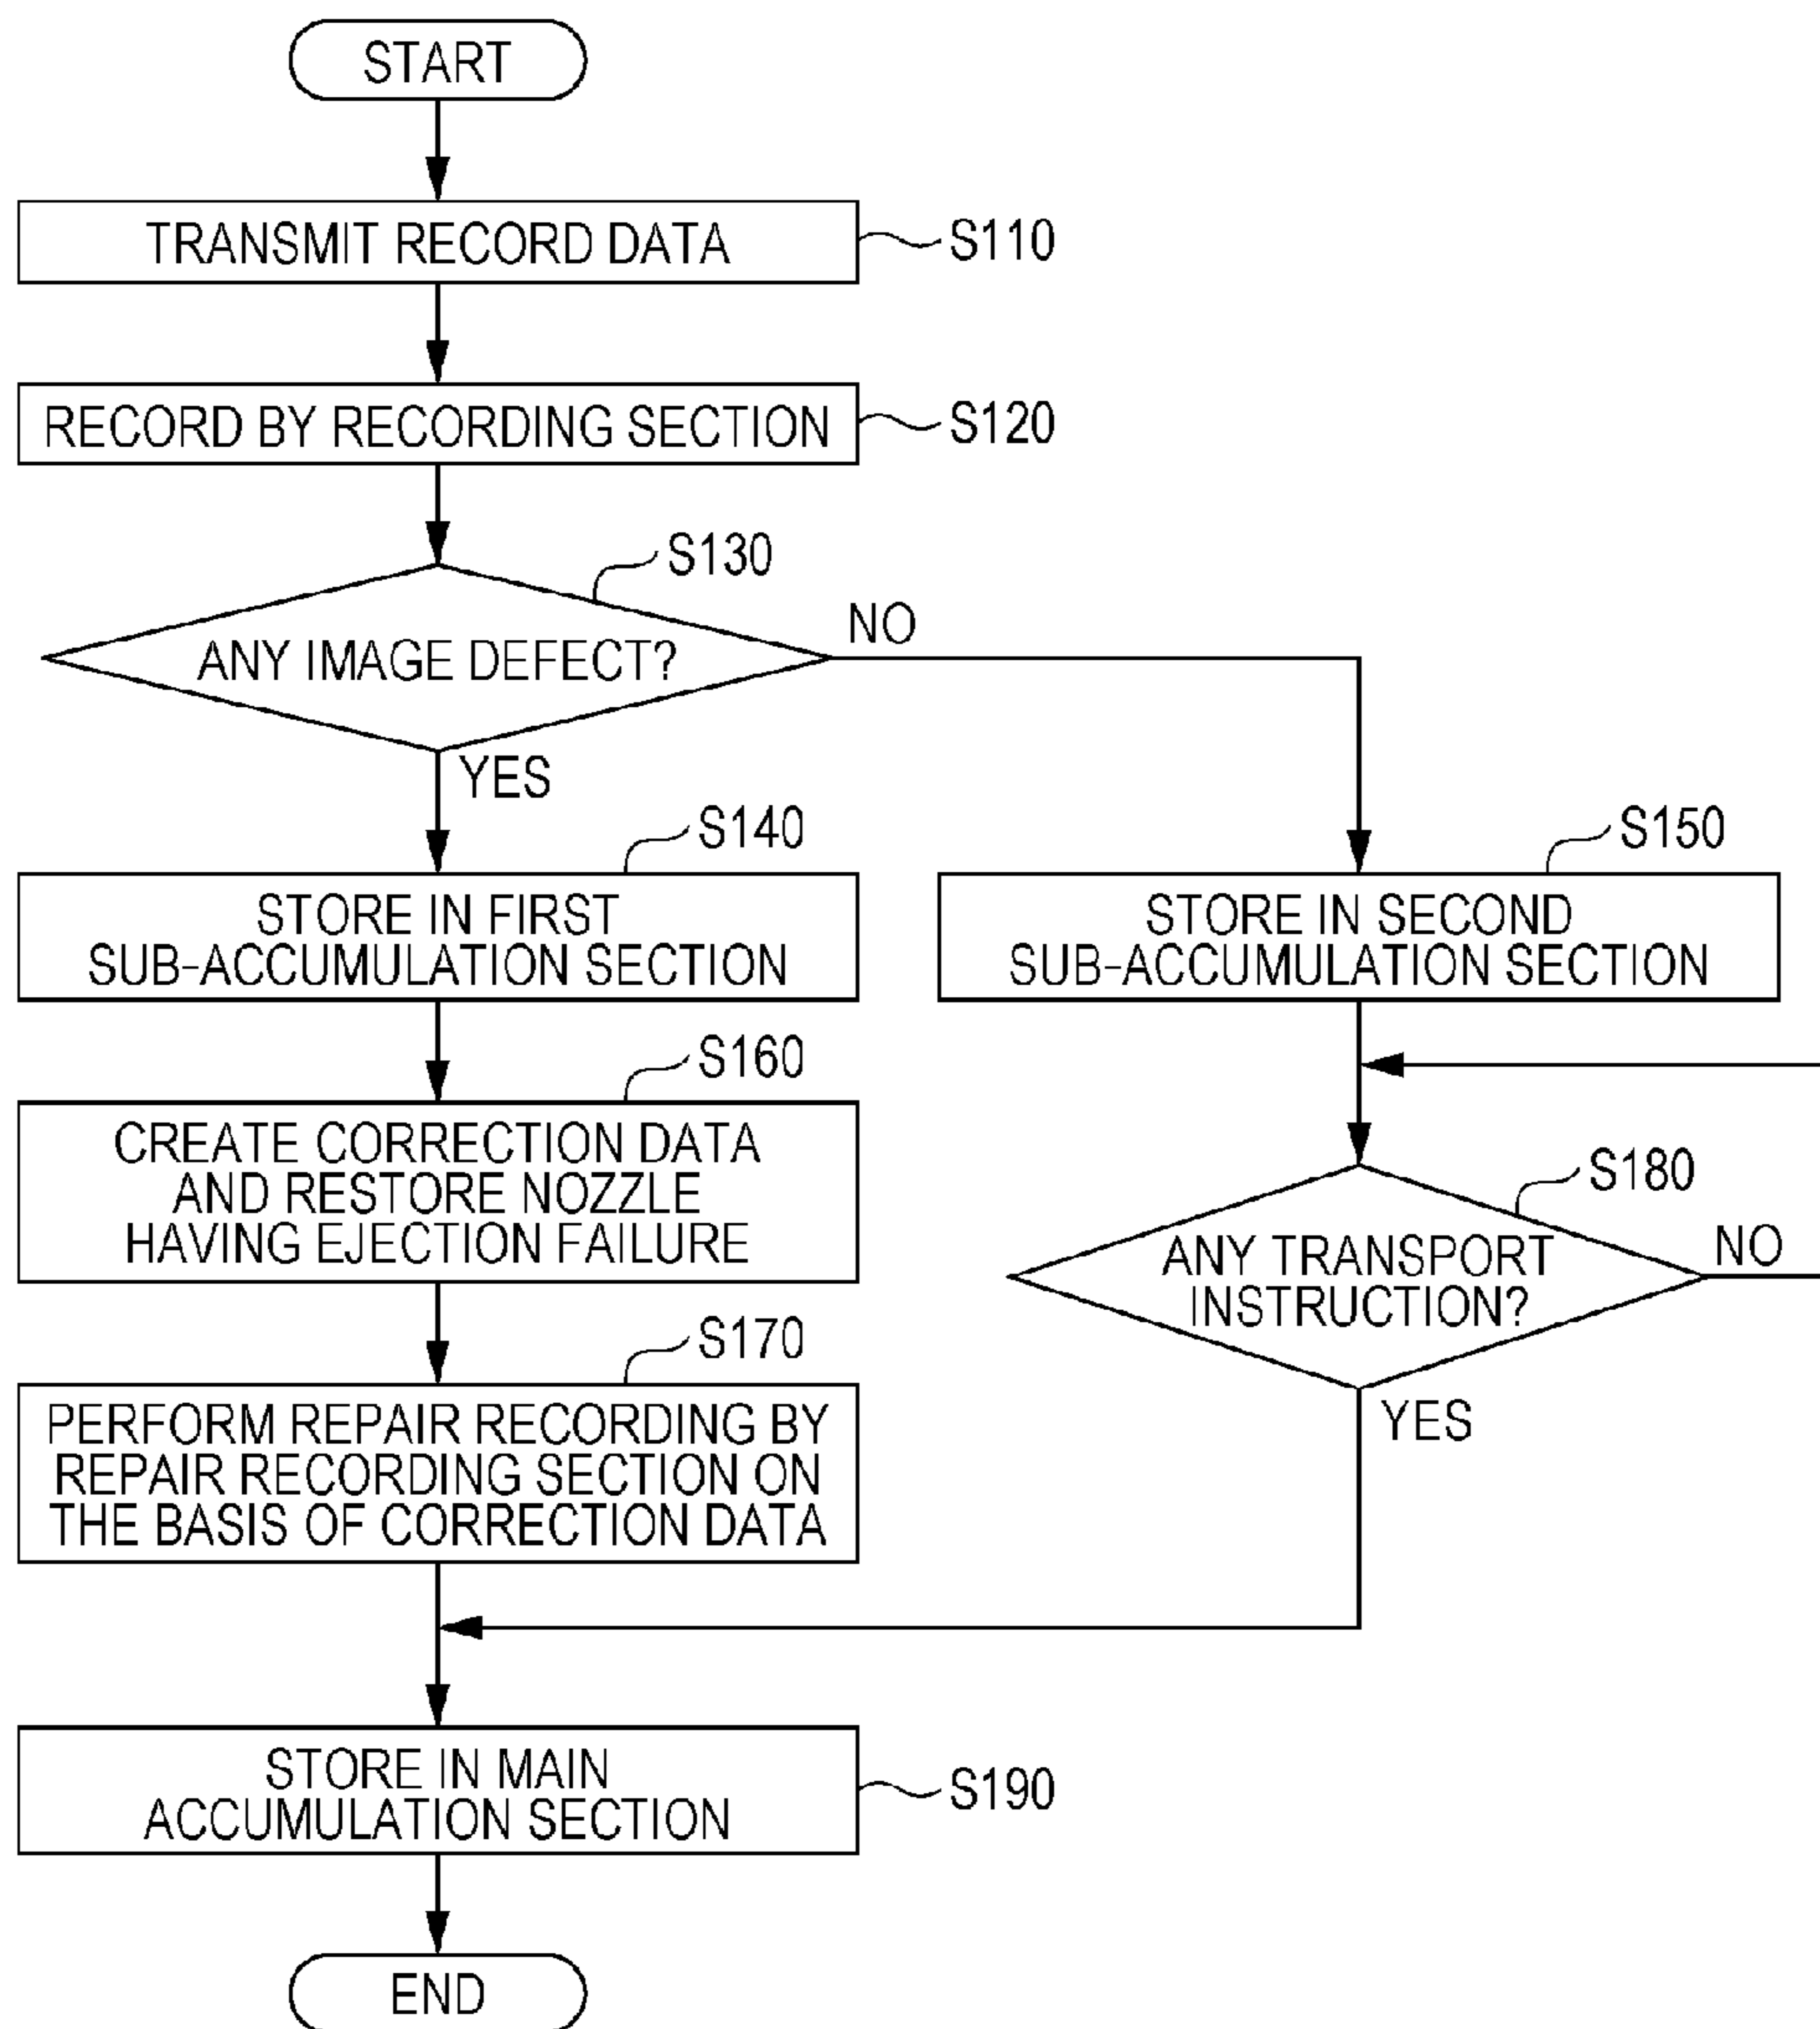 START
TRANSMIT RECORD DATA
S110
RECORD BY RECORDING SECTION
S120
S130
ANY IMAGE DEFECT?
NO
YES
S140
STORE IN FIRST
SUB-ACCUMULATION SECTION
S150
STORE IN SECOND
SUB-ACCUMULATION SECTION
S160
CREATE CORRECTION DATA
AND RESTORE NOZZLE
HAVING EJECTION FAILURE
S180
ANY TRANSPORT
INSTRUCTION?
NO
YES
S170
PERFORM REPAIR RECORDING BY
REPAIR RECORDING SECTION ON
THE BASIS OF CORRECTION DATA
STORE IN MAIN
ACCUMULATION SECTION
S190
END